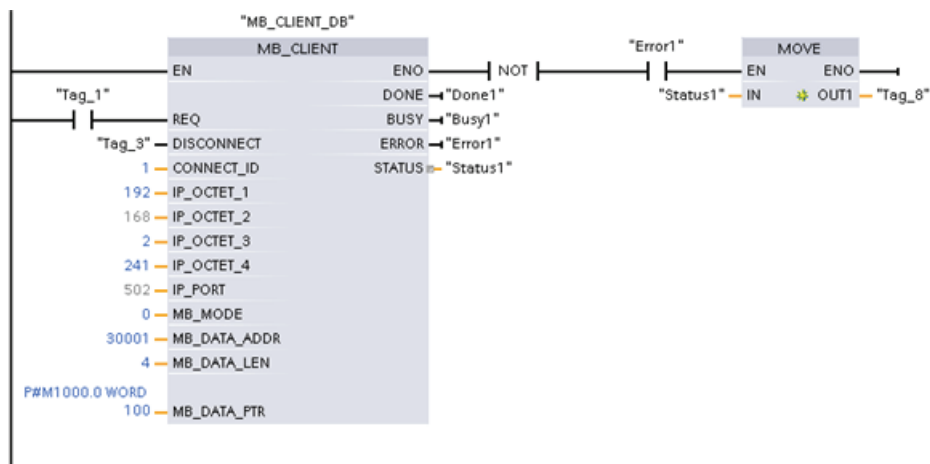 "MB_CLIENT_DB"
MB_CLIENT
"Error1"
MOVE
EN
ENO
NOT
EN
ENO
"Tag_1"
DONE
"Done1"
"Status1"
IN
OUT1
"Tag_8"
REQ
BUSY
"Busy1"
"Tag_3"
DISCONNECT
ERROR
"Error1"
1
CONNECT_ID
STATUS
"Status1"
192
IP_OCTET_1
168
IP_OCTET_2
2
IP_OCTET_3
241
IP_OCTET_4
502
IP_PORT
0
MB_MODE
30001
MB_DATA_ADDR
4
MB_DATA_LEN
P#M1000.0 WORD
100
MB_DATA_PTR